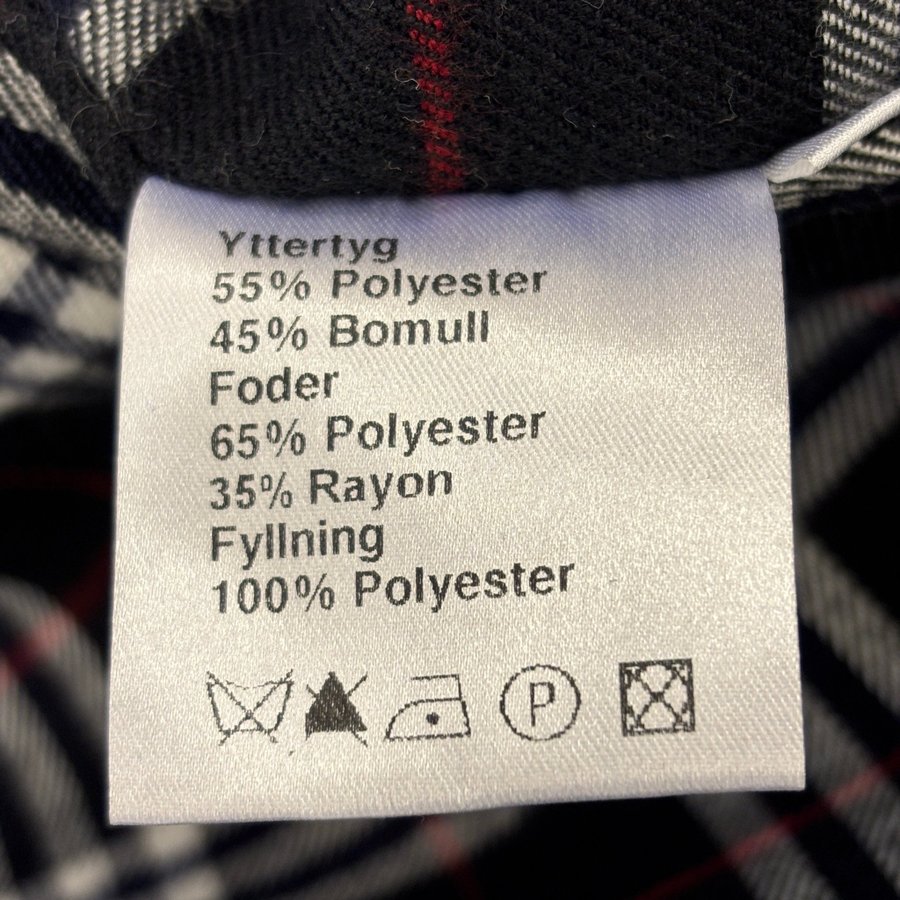 Yttertyg
55% Polyester
45% Bomull
Foder
65% Polyester
35% Rayon
Fyllning
100% Polyester
P